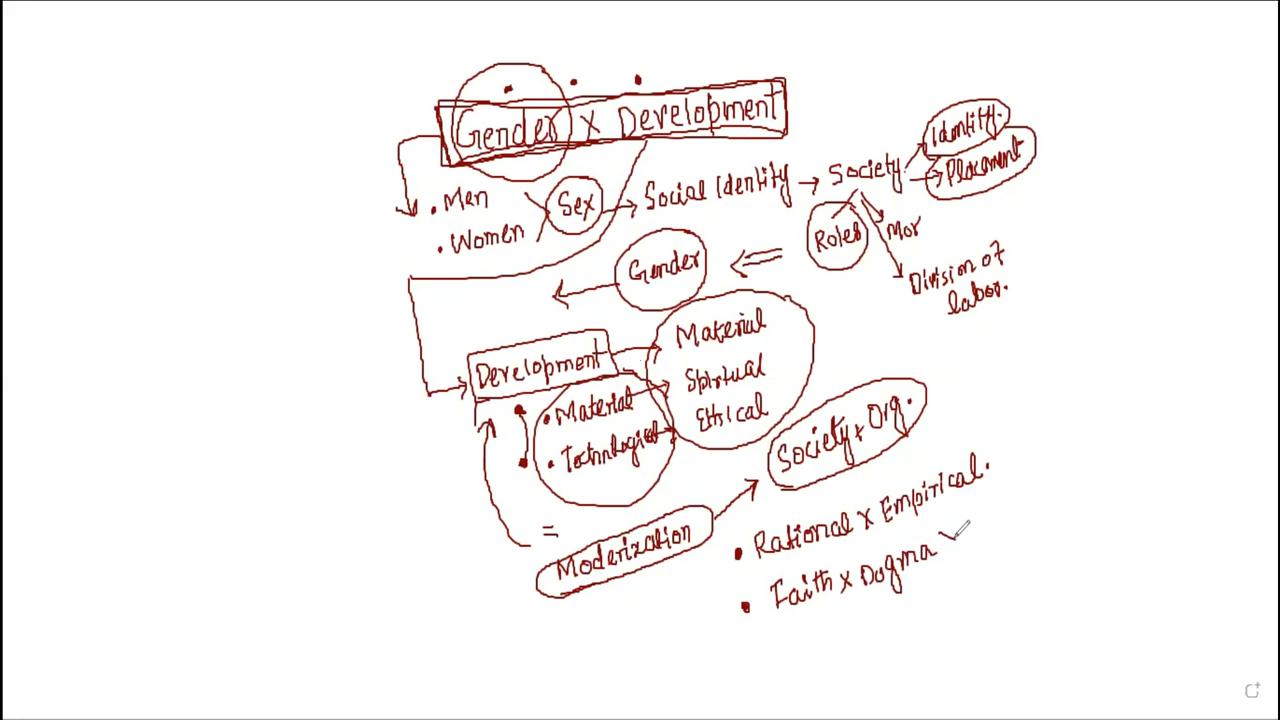 Gender x Development
Identity.
Placement
• Men
• Women
Sex
Social Identity
Society
Roles
Mor
Division of
labor.
Gender
Development
Material
Spiritual
Ethical
• Material
• Technological
Society x Org.
=
Moderization
• Rational x Empirical.
• Faith x Dogma